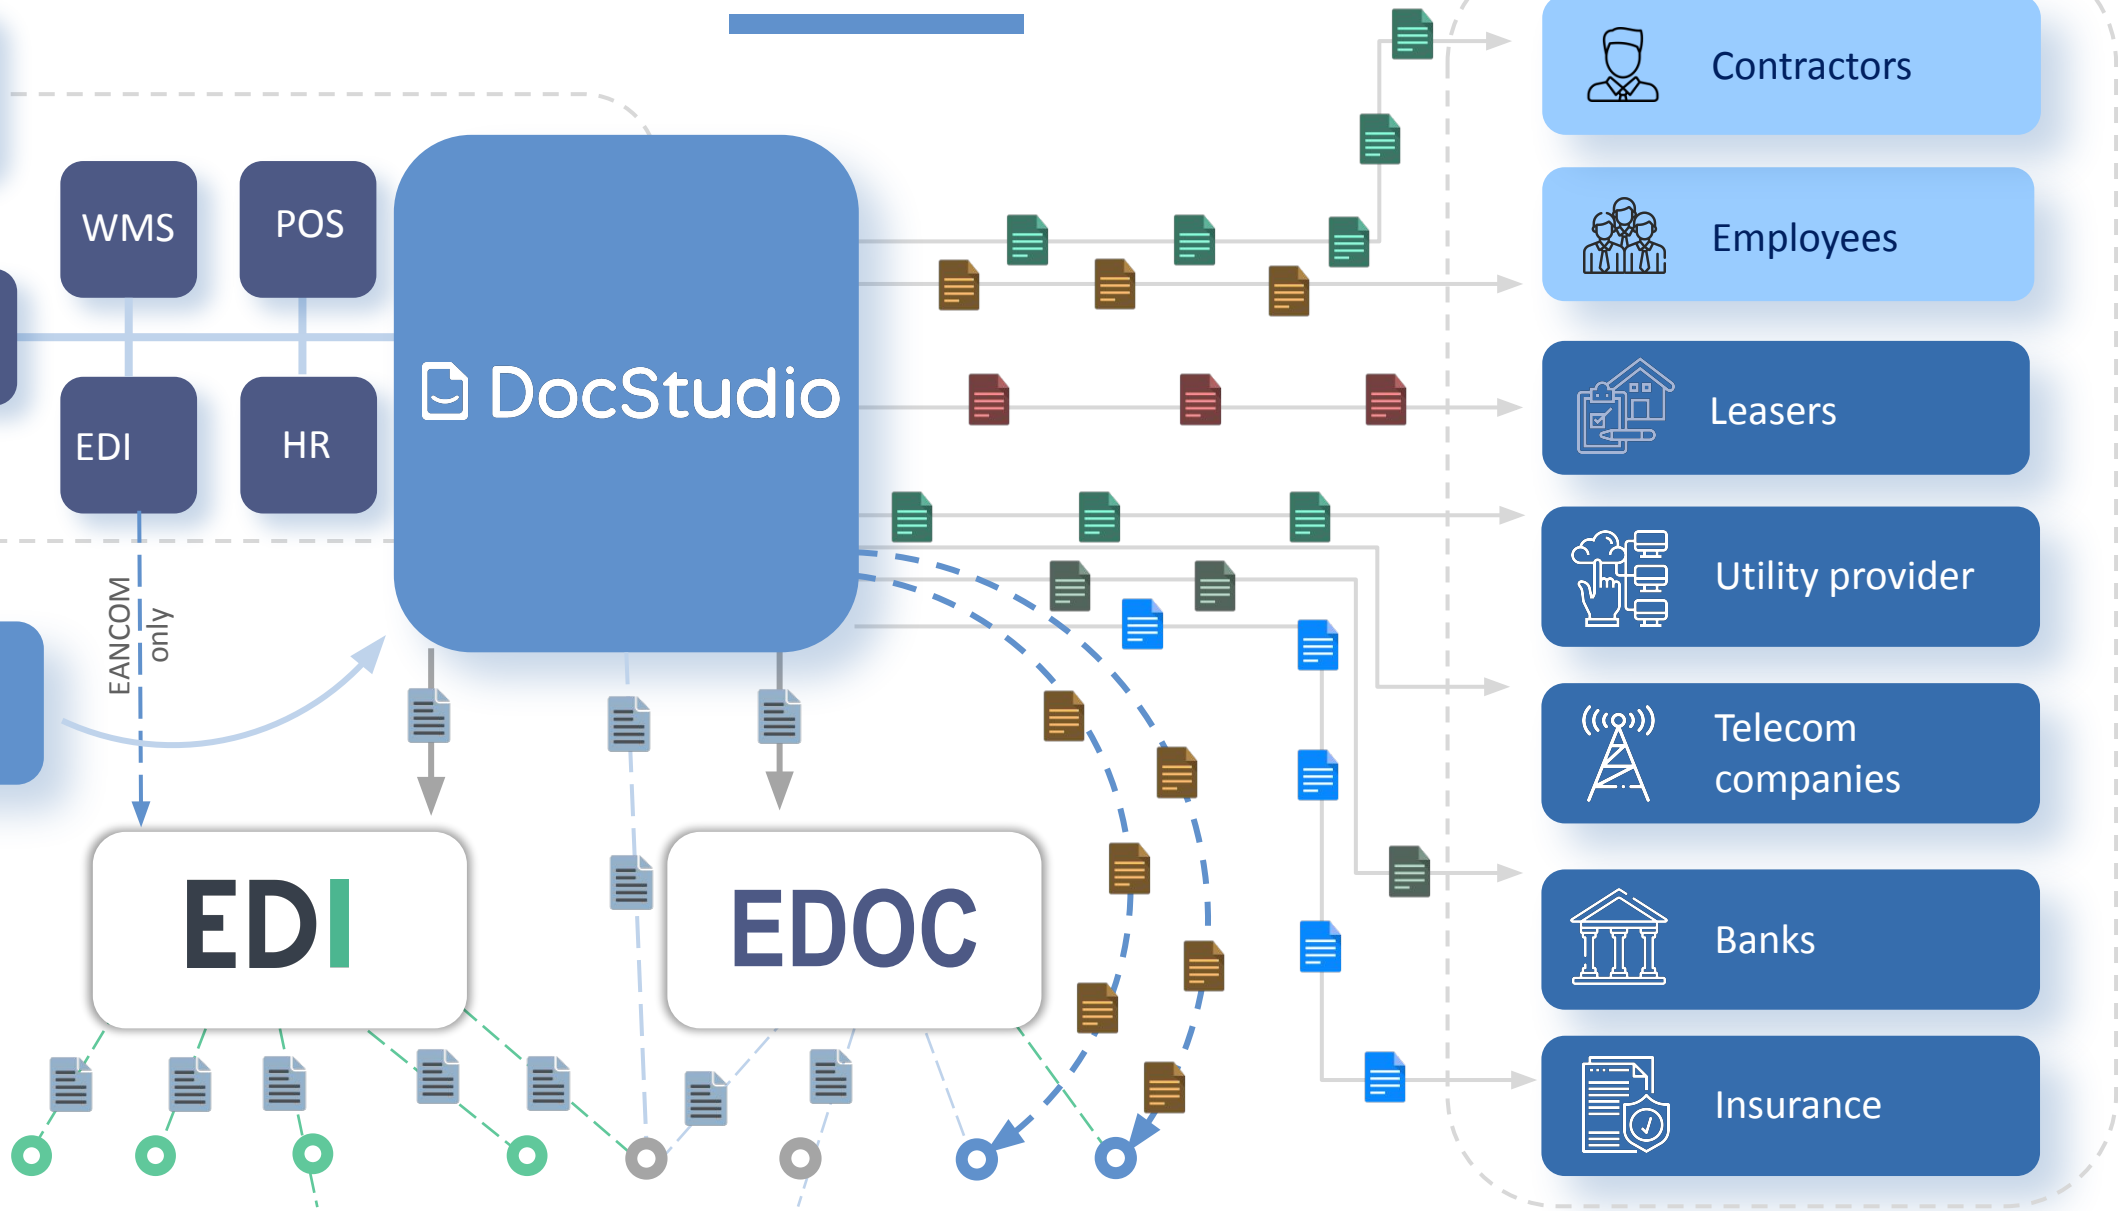 Contractors
WMS
POS
Employees
DocStudio
Leasers
EDI
HR
Utility provider
EANCOM
only
Telecom
companies
EDI
EDOC
Banks
Insurance